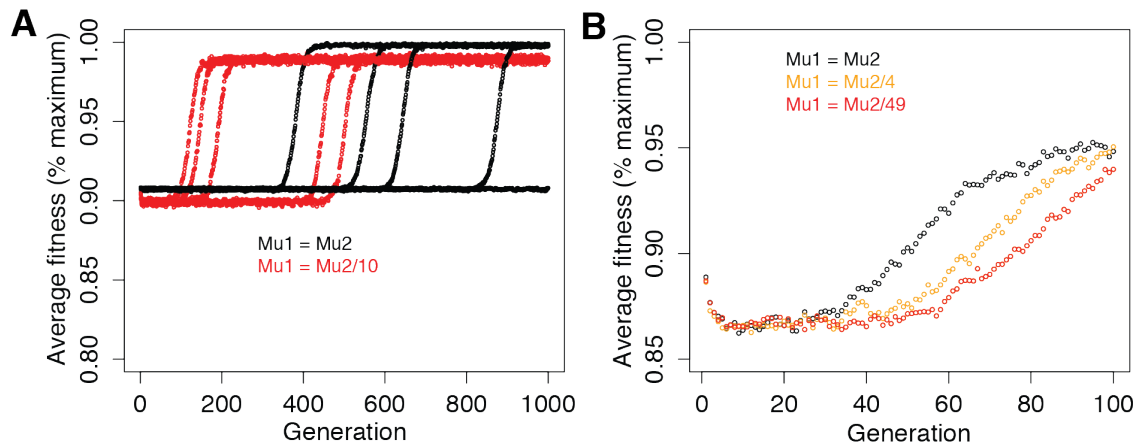 A
Average fitness (% maximum)
1.00
0.95
0.90
0.85
0.80
Mu1 = Mu2
Mu1 = Mu2/10
0
200
400
600
800
1000
Generation
B
Average fitness (% maximum)
1.00
0.95
0.90
0.85
Mu1 = Mu2
Mu1 = Mu2/4
Mu1 = Mu2/49
0
20
40
60
80
100
Generation